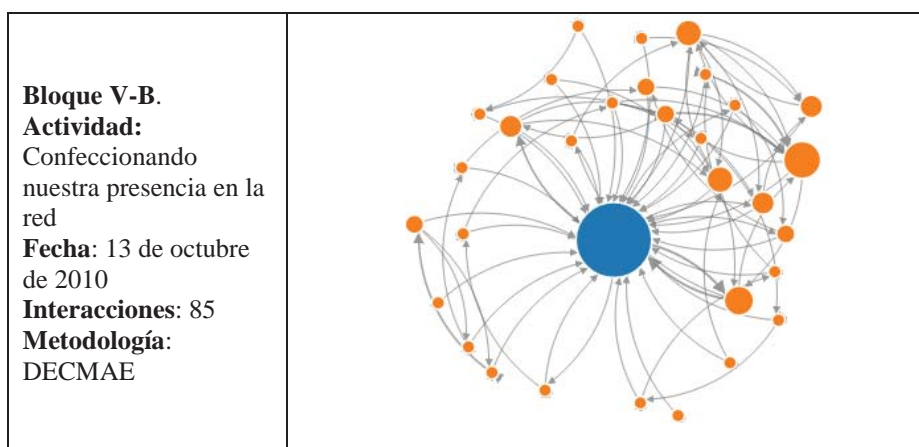 Bloque V-B.
Actividad:
Confeccionando
nuestra presencia en la
red
Fecha: 13 de octubre
de 2010
Interacciones: 85
Metodología:
DECMAE